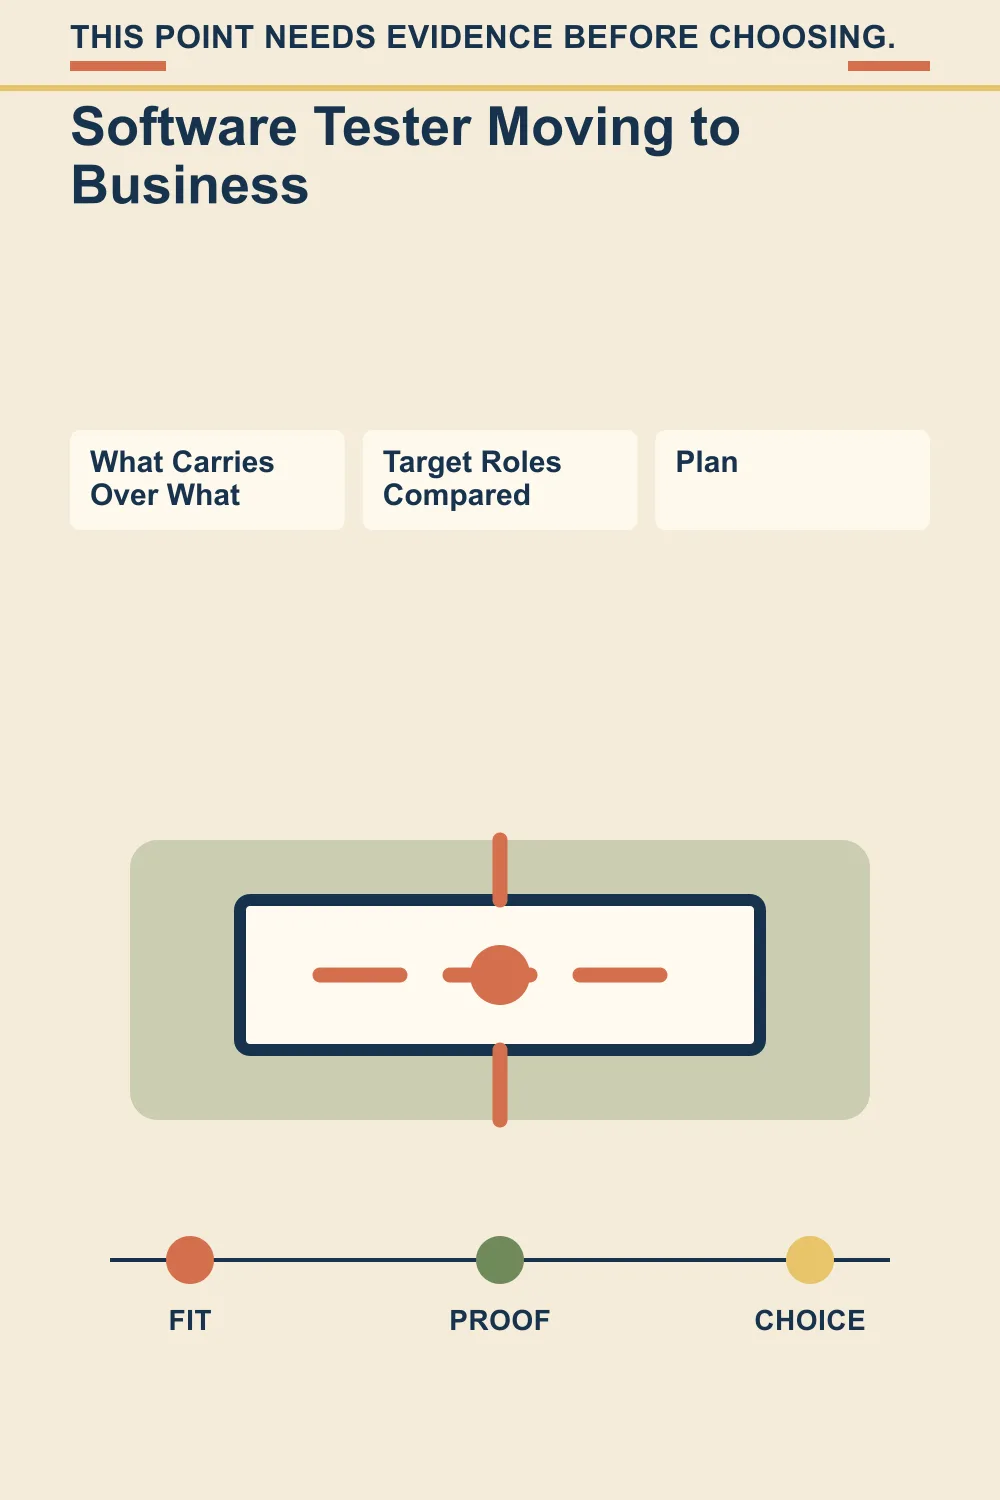 THIS POINT NEEDS EVIDENCE BEFORE CHOOSING.
Software Tester Moving to
Business
What Carries
Over What
Target Roles
Compared
Plan
FIT
PROOF
CHOICE